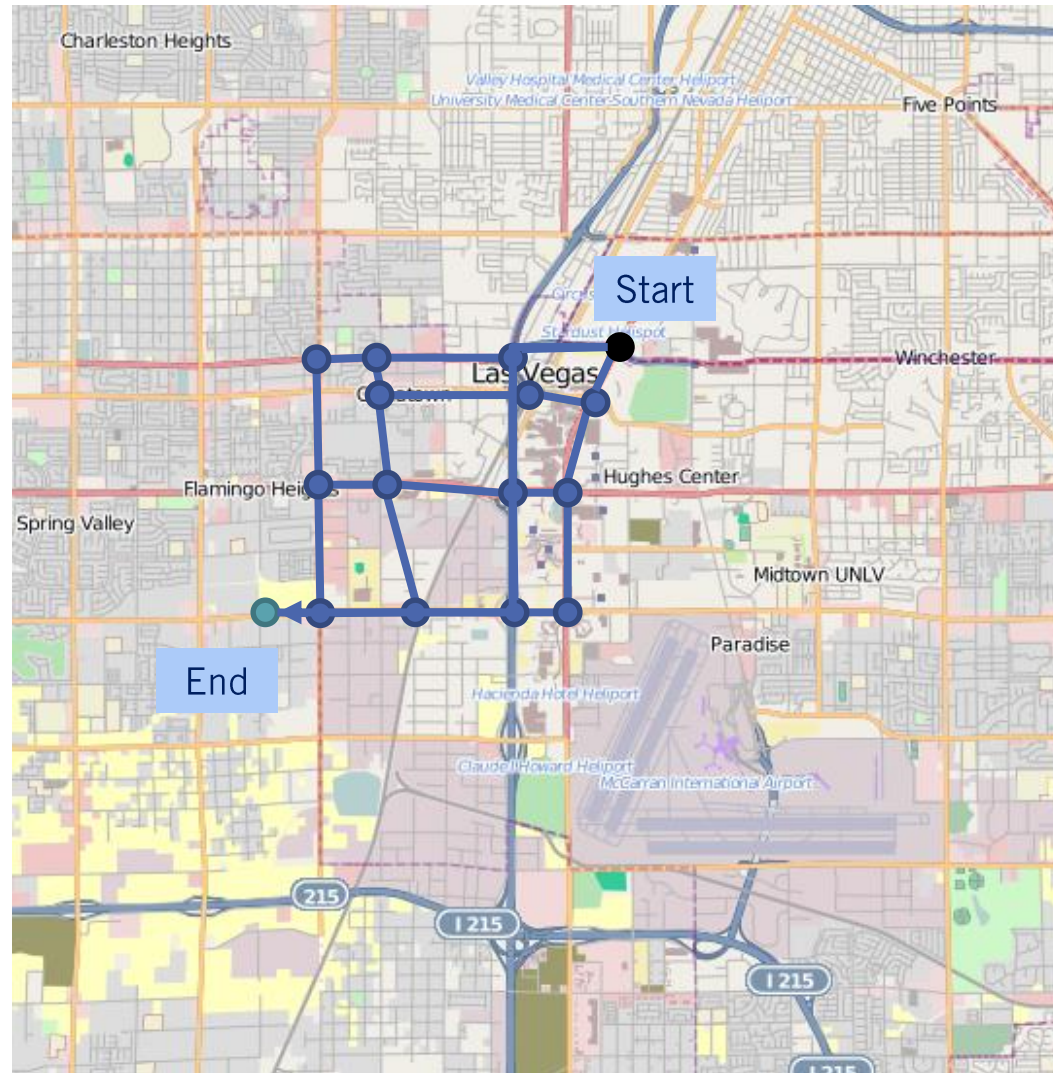 Charleston Heights
Valley Hospital Medical Center Heliport
University Medical Center-Southern Nevada Heliport
Five Points
Start
Stardust
Winchester
Las Vegas
Hughes Center
Flamingo
Spring Valley
Midtown UNLV
Paradise
End
Hacienda Hotel Heliport
Claude I Howard Heliport
McCarran International Airport
215
I 215
I 215
I 215